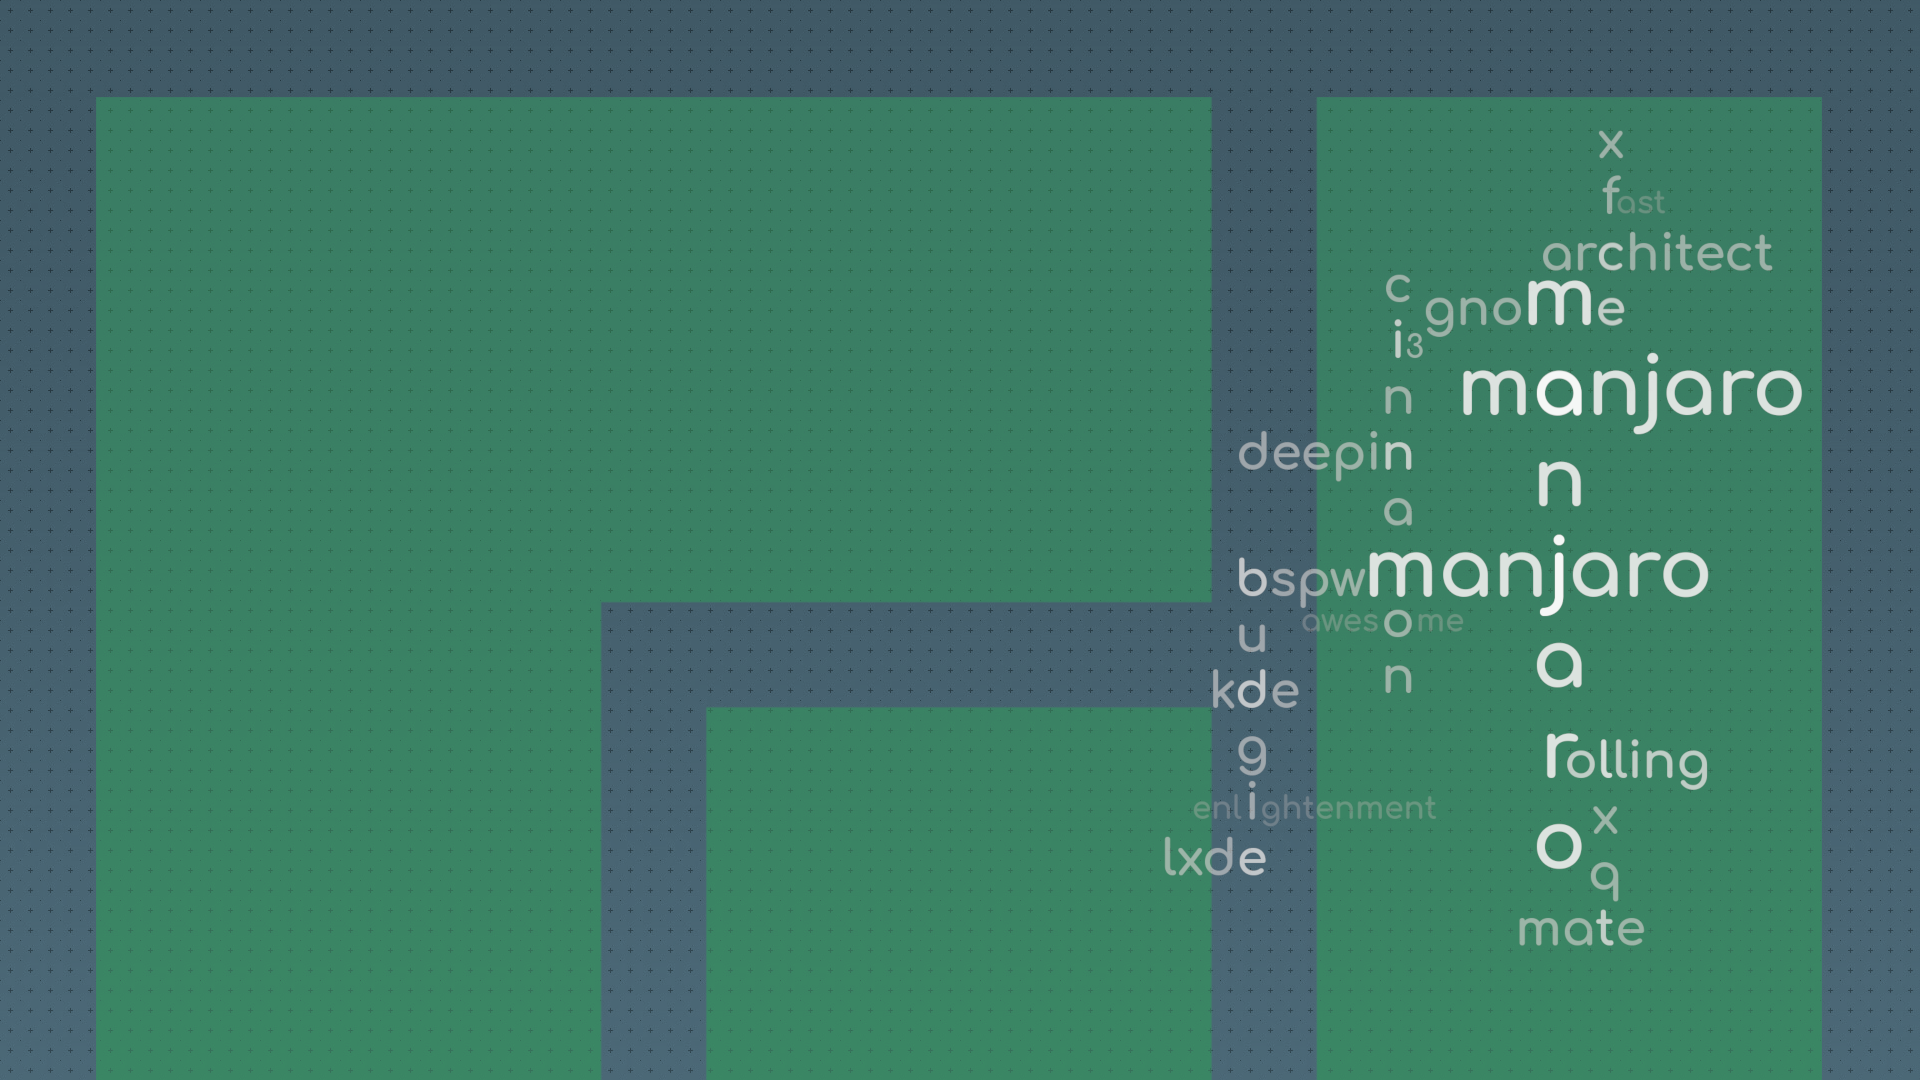 x
fast
architect
c gnome
i3
manjaro
n
deepin
n
a
bspwmanjaro
awesome
u
a
kde
n
g
rolling
enlightenment
x
o
lxde
q
mate